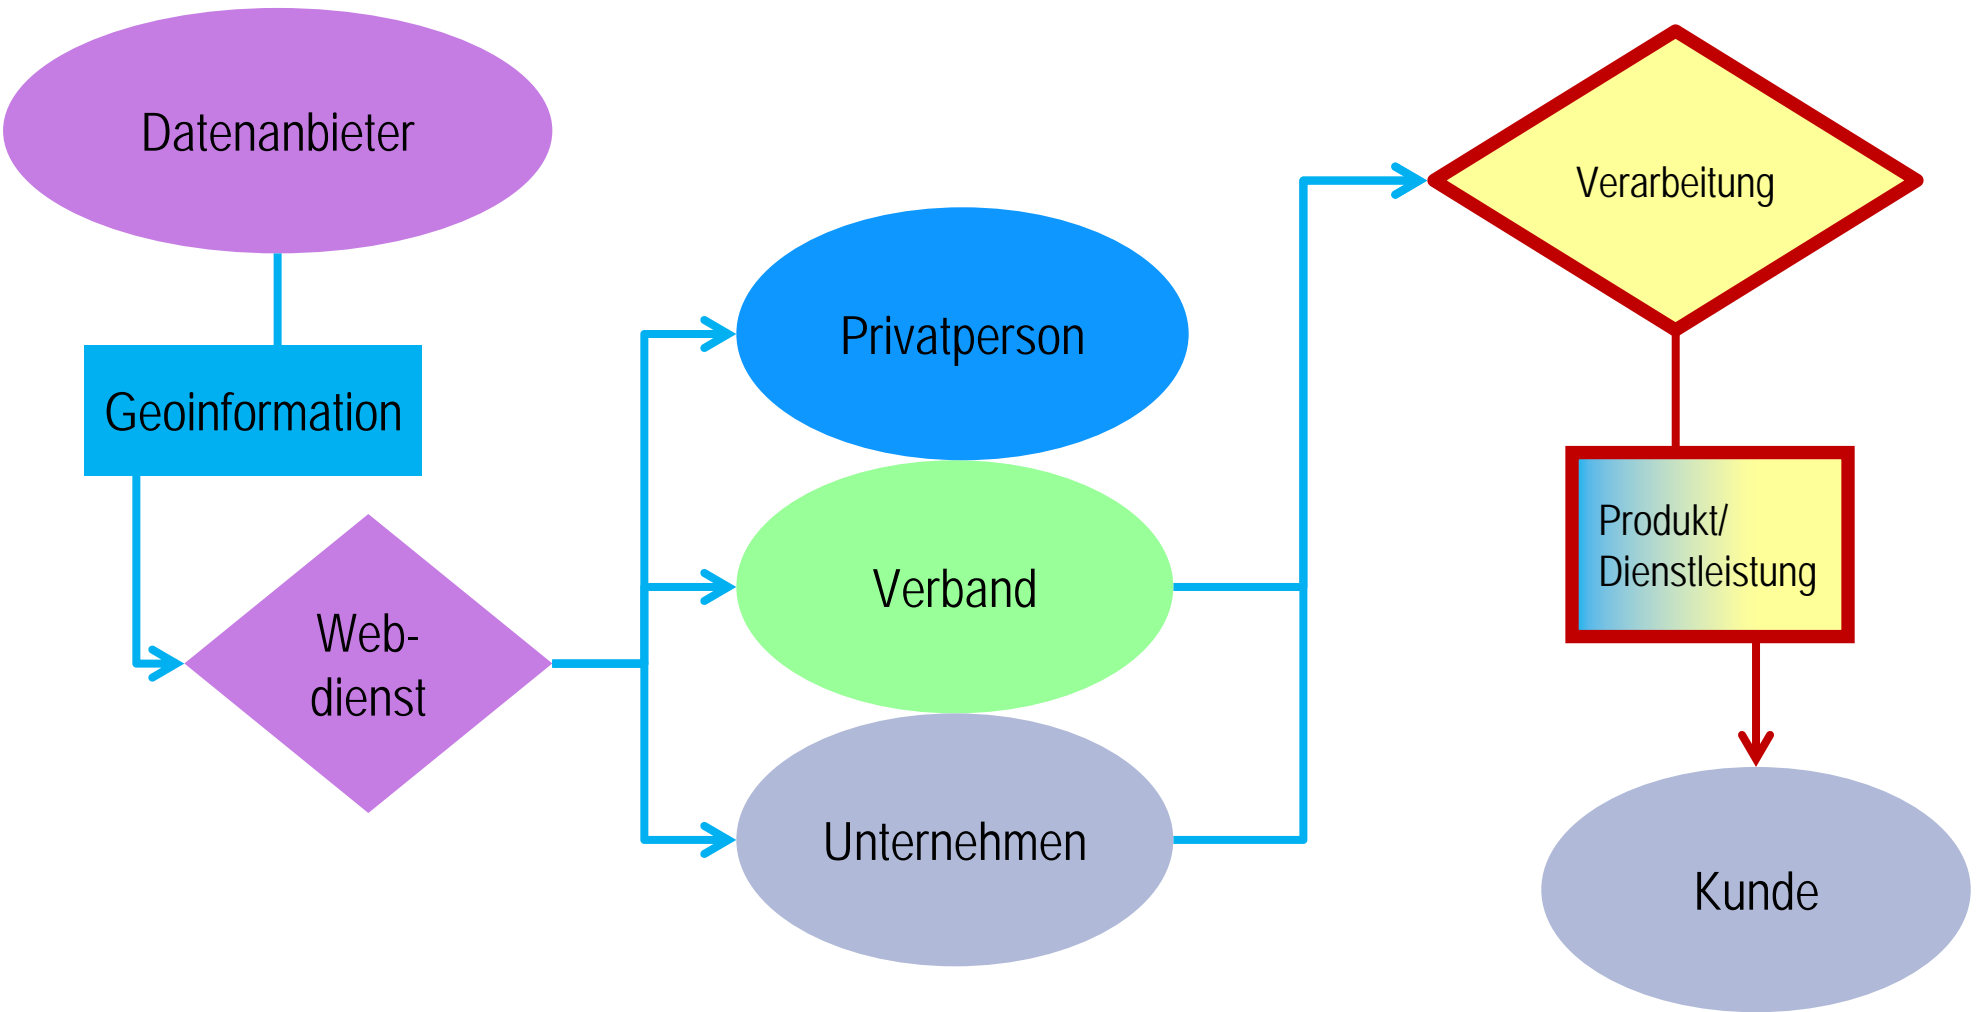 Datenanbieter
Geoinformation
Web-
dienst
Privatperson
Verband
Unternehmen
Verarbeitung
Produkt/
Dienstleistung
Kunde